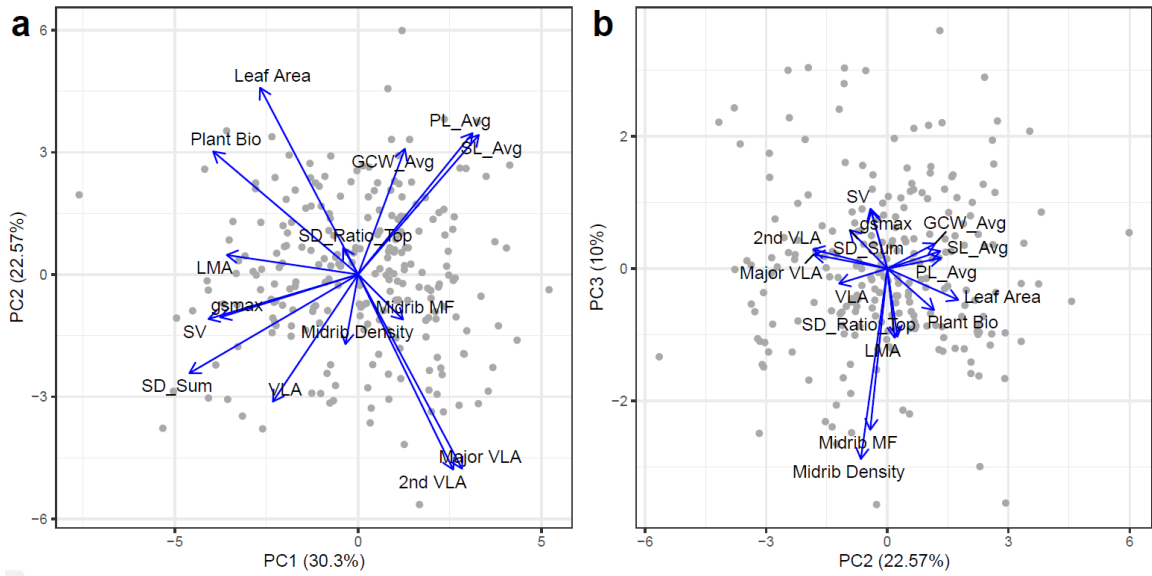 a
b
6
3
0
−3
−6
PC2 (22.57%)
Leaf Area
Plant Bio
PL_Avg
SL_Avg
GCW_Avg
SD_Ratio_Top
LMA
gsmax
SV
Midrib MF
Midrib Density
SD_Sum
VLA
Major VLA
2nd VLA
−5
0
5
PC1 (30.3%)
2
0
−2
PC3 (10%)
SV
gsmax
GCW_Avg
2nd VLA
SD_Sum
SL_Avg
Major VLA
PL_Avg
VLA
Leaf Area
SD_Ratio_Top
Plant Bio
LMA
Midrib MF
Midrib Density
−6
−3
0
3
6
PC2 (22.57%)